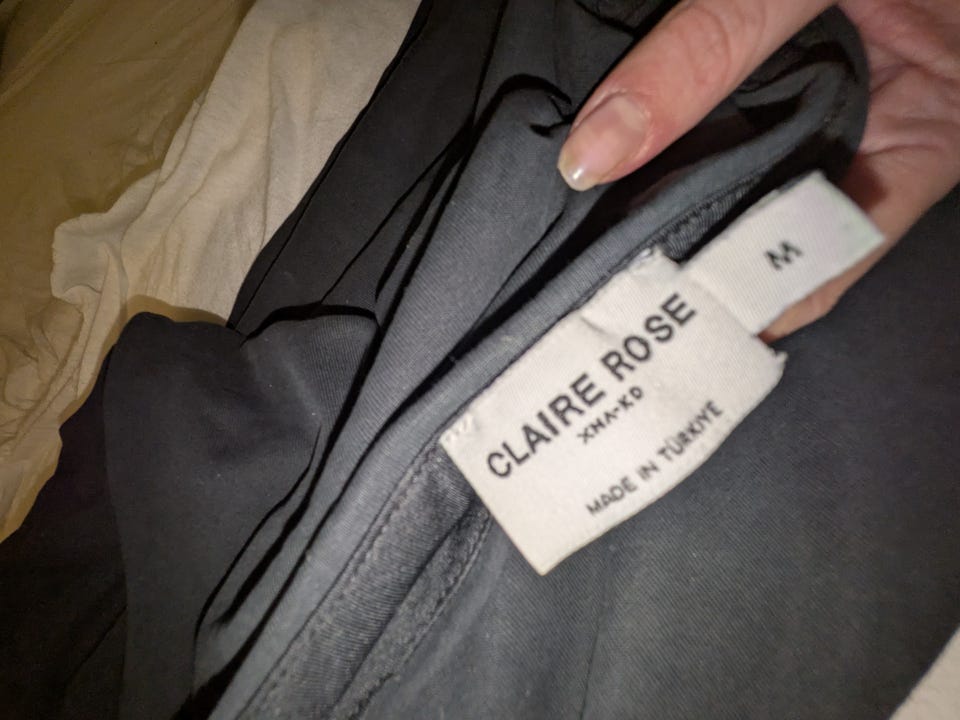 CLAIRE ROSE
XNA-KD
MADE IN TÜRKIYE
M